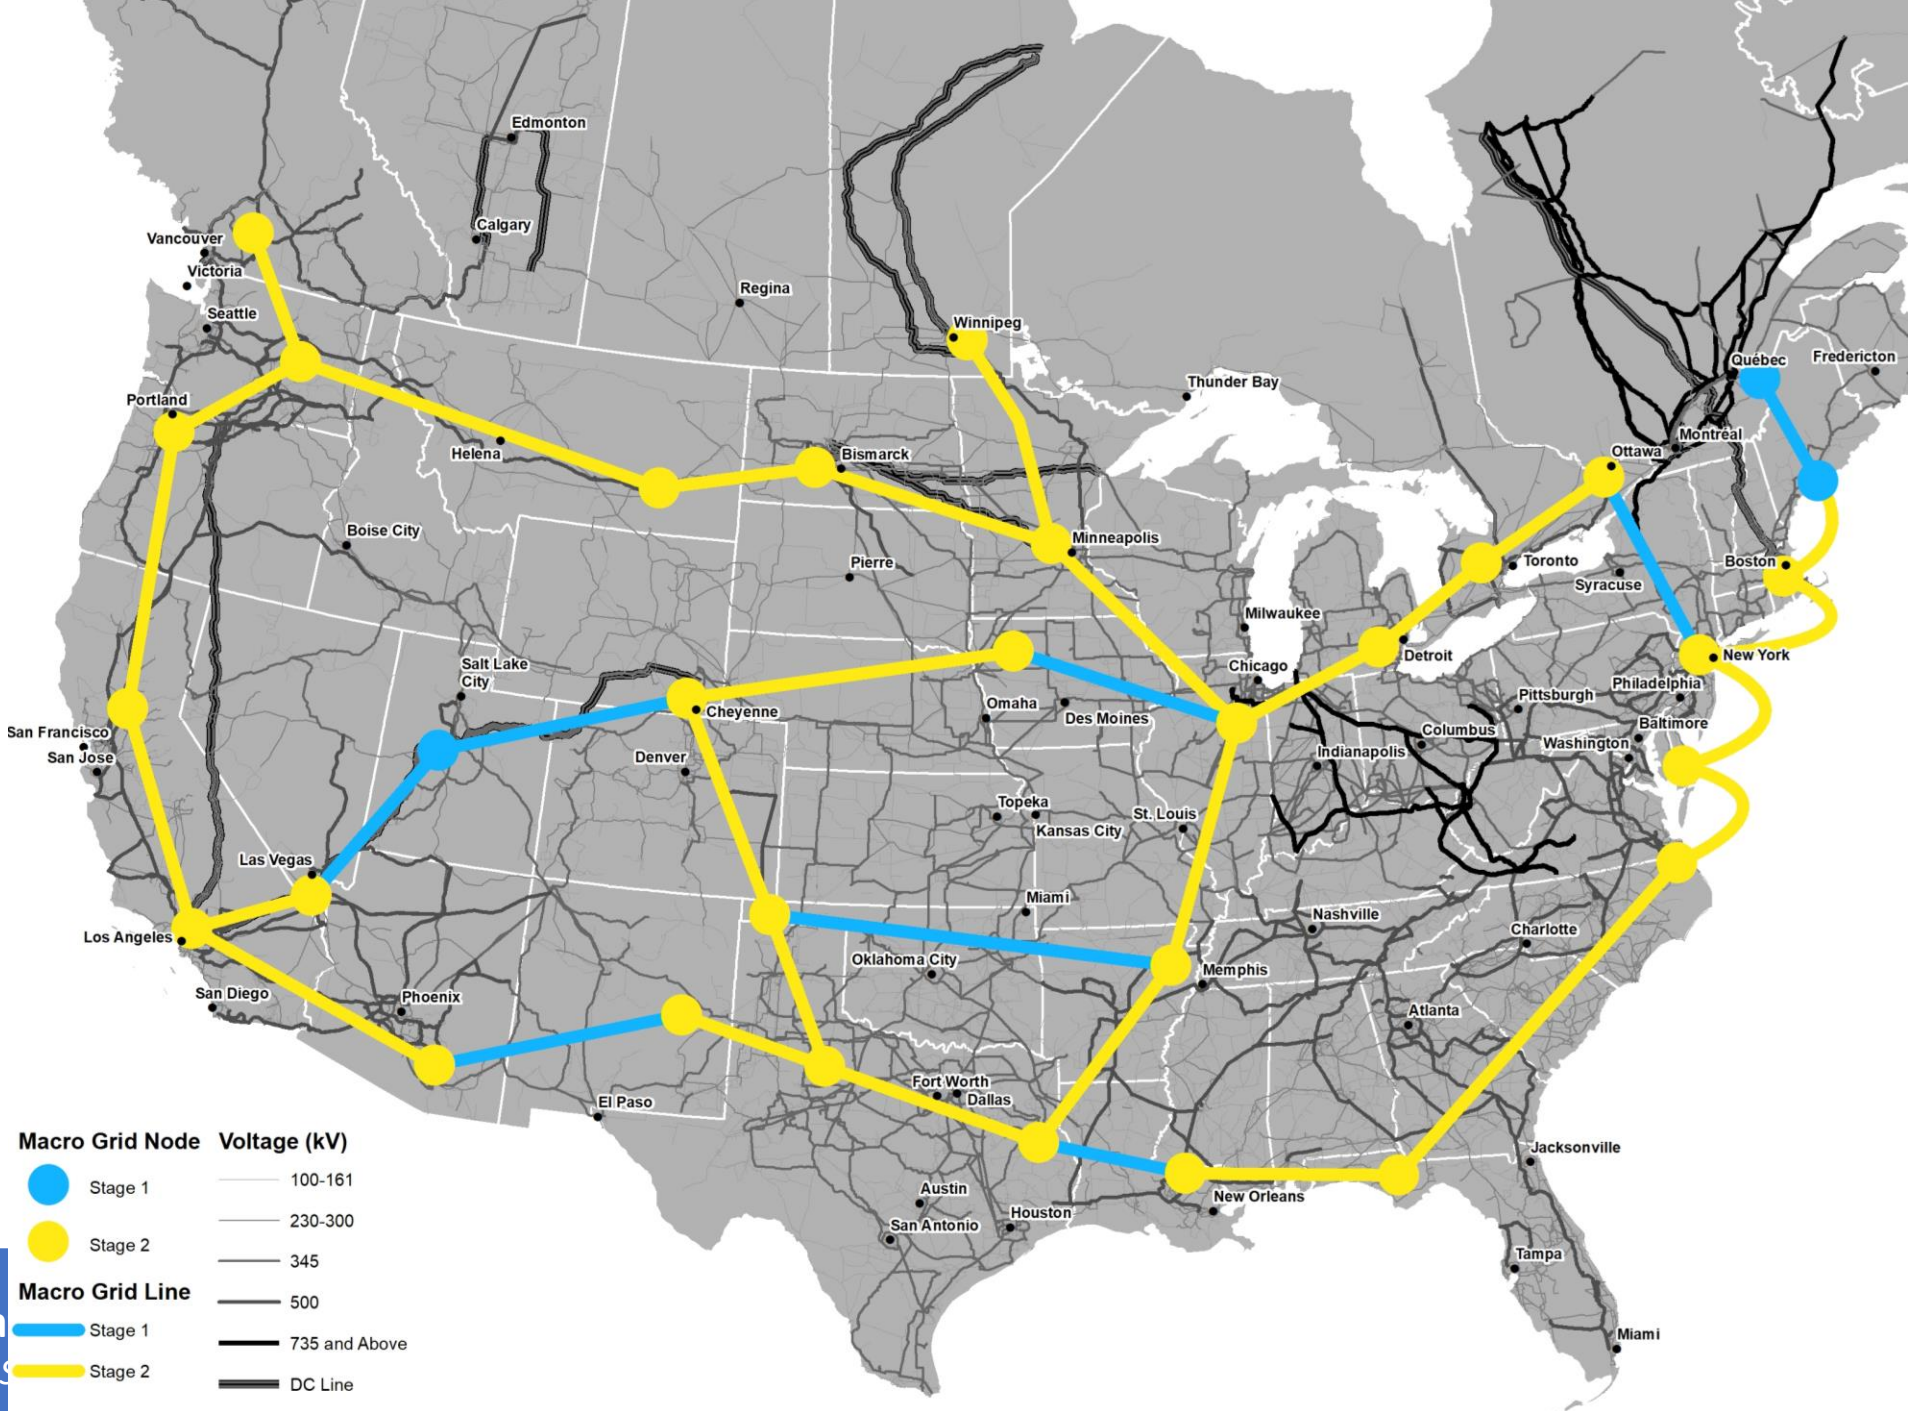 Edmonton
Calgary
Vancouver
Victoria
Seattle
Regina
Winnipeg
Thunder Bay
Québec
Fredericton
Portland
Helena
Bismarck
Montréal
Ottawa
Boise City
Minneapolis
Pierre
Toronto
Boston
Syracuse
Milwaukee
Salt Lake
City
Chicago
Detroit
New York
Cheyenne
Omaha
Des Moines
Pittsburgh
Philadelphia
San Francisco
San Jose
Denver
Indianapolis
Columbus
Baltimore
Washington
Topeka
Kansas City
St. Louis
Las Vegas
Miami
Nashville
Charlotte
Los Angeles
Oklahoma City
Memphis
San Diego
Phoenix
Atlanta
El Paso
Fort Worth
Dallas
Jacksonville
Austin
San Antonio
Houston
New Orleans
Tampa
Miami
Macro Grid Node
Stage 1
Stage 2
Macro Grid Line
Stage 1
Stage 2
Voltage (kV)
100-161
230-300
345
500
735 and Above
DC Line